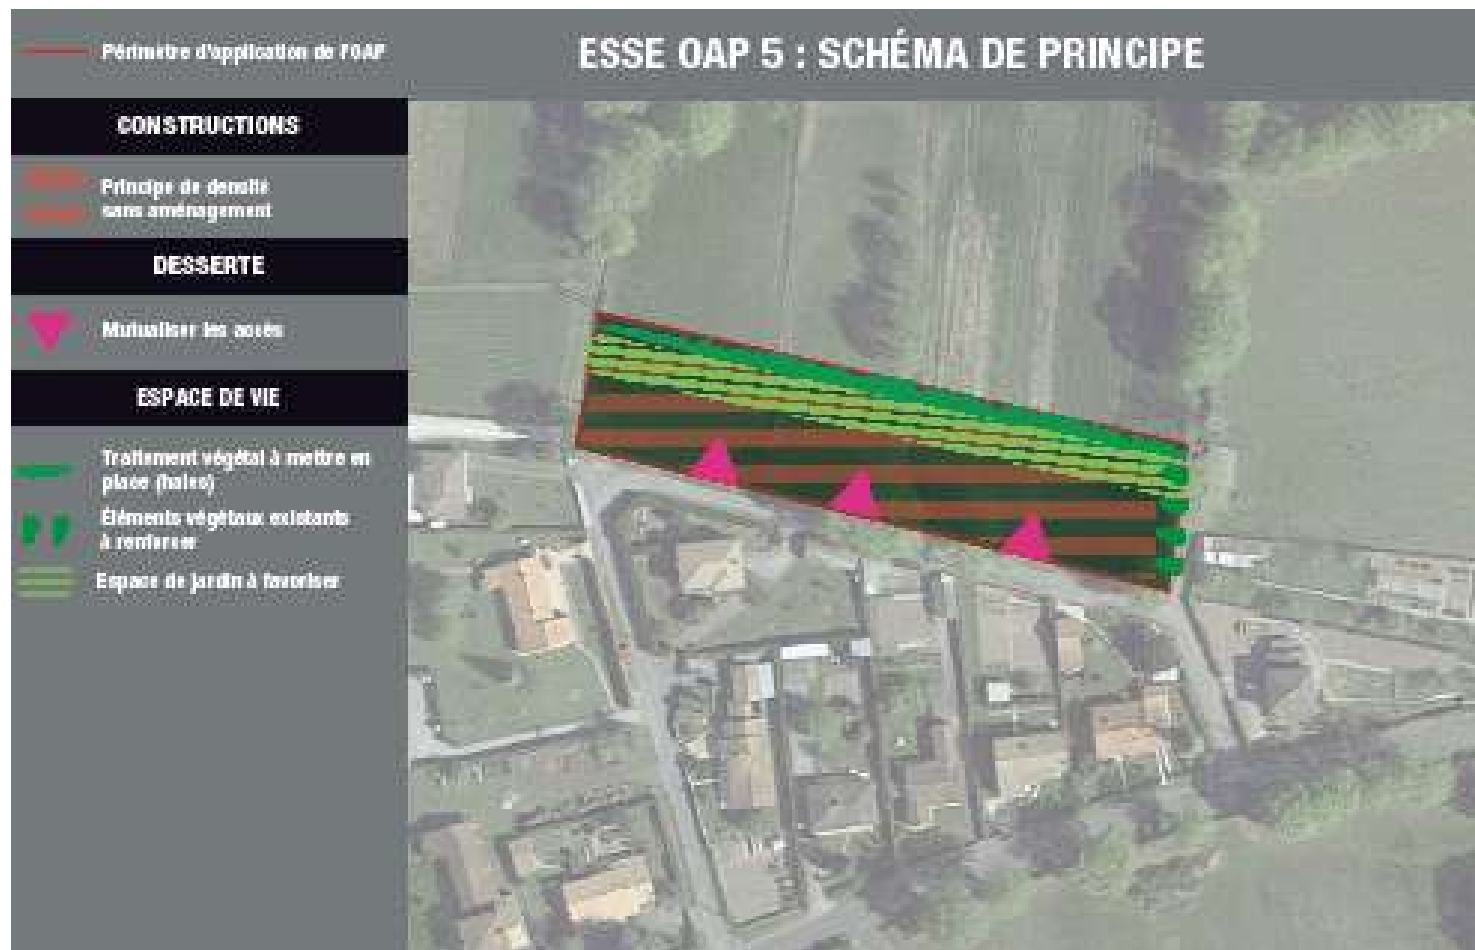 Périmètre d'application de l'OAP
ESSE OAP 5 : SCHÉMA DE PRINCIPE
CONSTRUCTIONS
Principe de densité
sans aménagement
DESSERTE
Mutualiser les accès
ESPACE DE VIE
Traitement végétal à mettre en
place (haies)
Éléments végétaux existants
à renforcer
Espace de jardin à favoriser